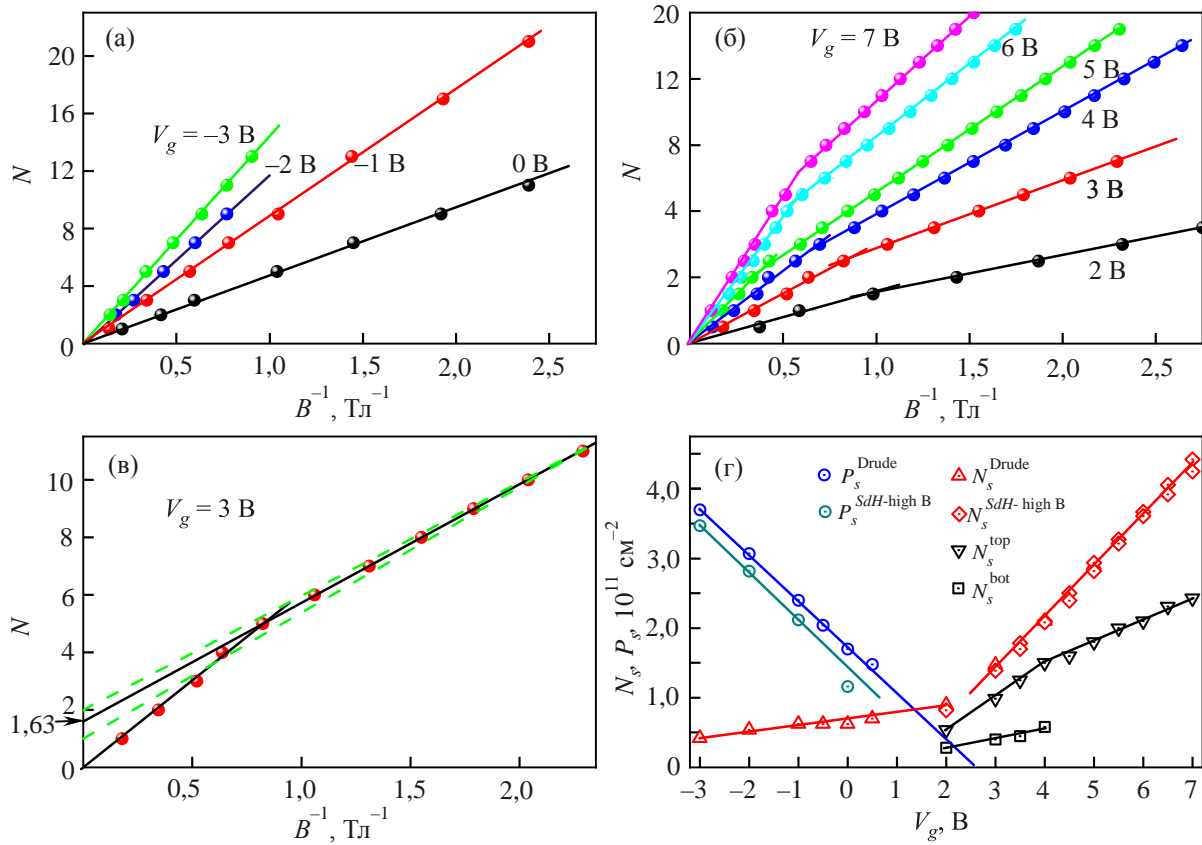 (а)
20
16
12
8
4
0
N
V_g = –3 В
–2 В
–1 В
0 В
0,5
1,0
1,5
2,0
2,5
B⁻¹, Тл⁻¹
(б)
20
12
10
8
4
2
0
N
V_g = 7 В
6 В
5 В
4 В
3 В
2 В
0,5
1,0
1,5
2,0
2,5
B⁻¹, Тл⁻¹
(в)
10
8
6
4
2
1,63
0
N
V_g = 3 В
0,5
1,0
1,5
2,0
B⁻¹, Тл⁻¹
(г)
4,0
3,0
2,0
1,0
0
N_s, P_s, 10¹¹ см⁻²
P_s^Drude
P_s^SdH-high B
N_s^Drude
N_s^SdH- high B
N_s^top
N_s^bot
–3 –2 –1 0 1 2 3 4 5 6 7
V_g, В